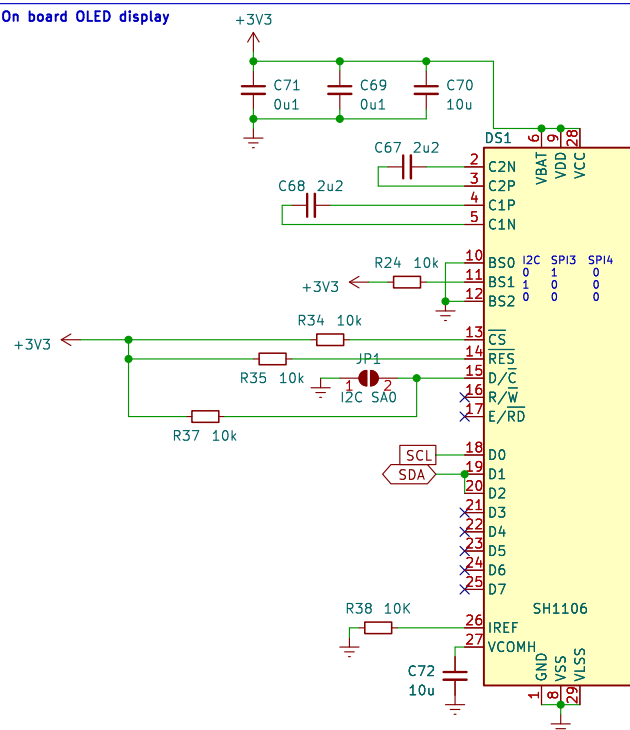 On board OLED display
+3V3
C71
0u1
C69
0u1
C70
10u
DS1
6
VBAT
9
VDD
28
VCC
C67 2u2
2 C2N
3 C2P
C68 2u2
4 C1P
5 C1N
10 BS0 I2C SPI3 SPI4
0 1 0
R24 10k
+3V3
11 BS1 1 0 0
12 BS2 0 0 0
R34 10k
+3V3
13 CS
14 RES
R35 10k
JP1
1 2
I2C SA0
15 D/C
16 R/W
17 E/RD
R37 10k
SCL
18 D0
SDA
19 D1
20 D2
21 D3
22 D4
23 D5
24 D6
25 D7
SH1106
R38 10K
26 IREF
27 VCOMH
C72
10u
GND
1
VSS
8
VLSS
29